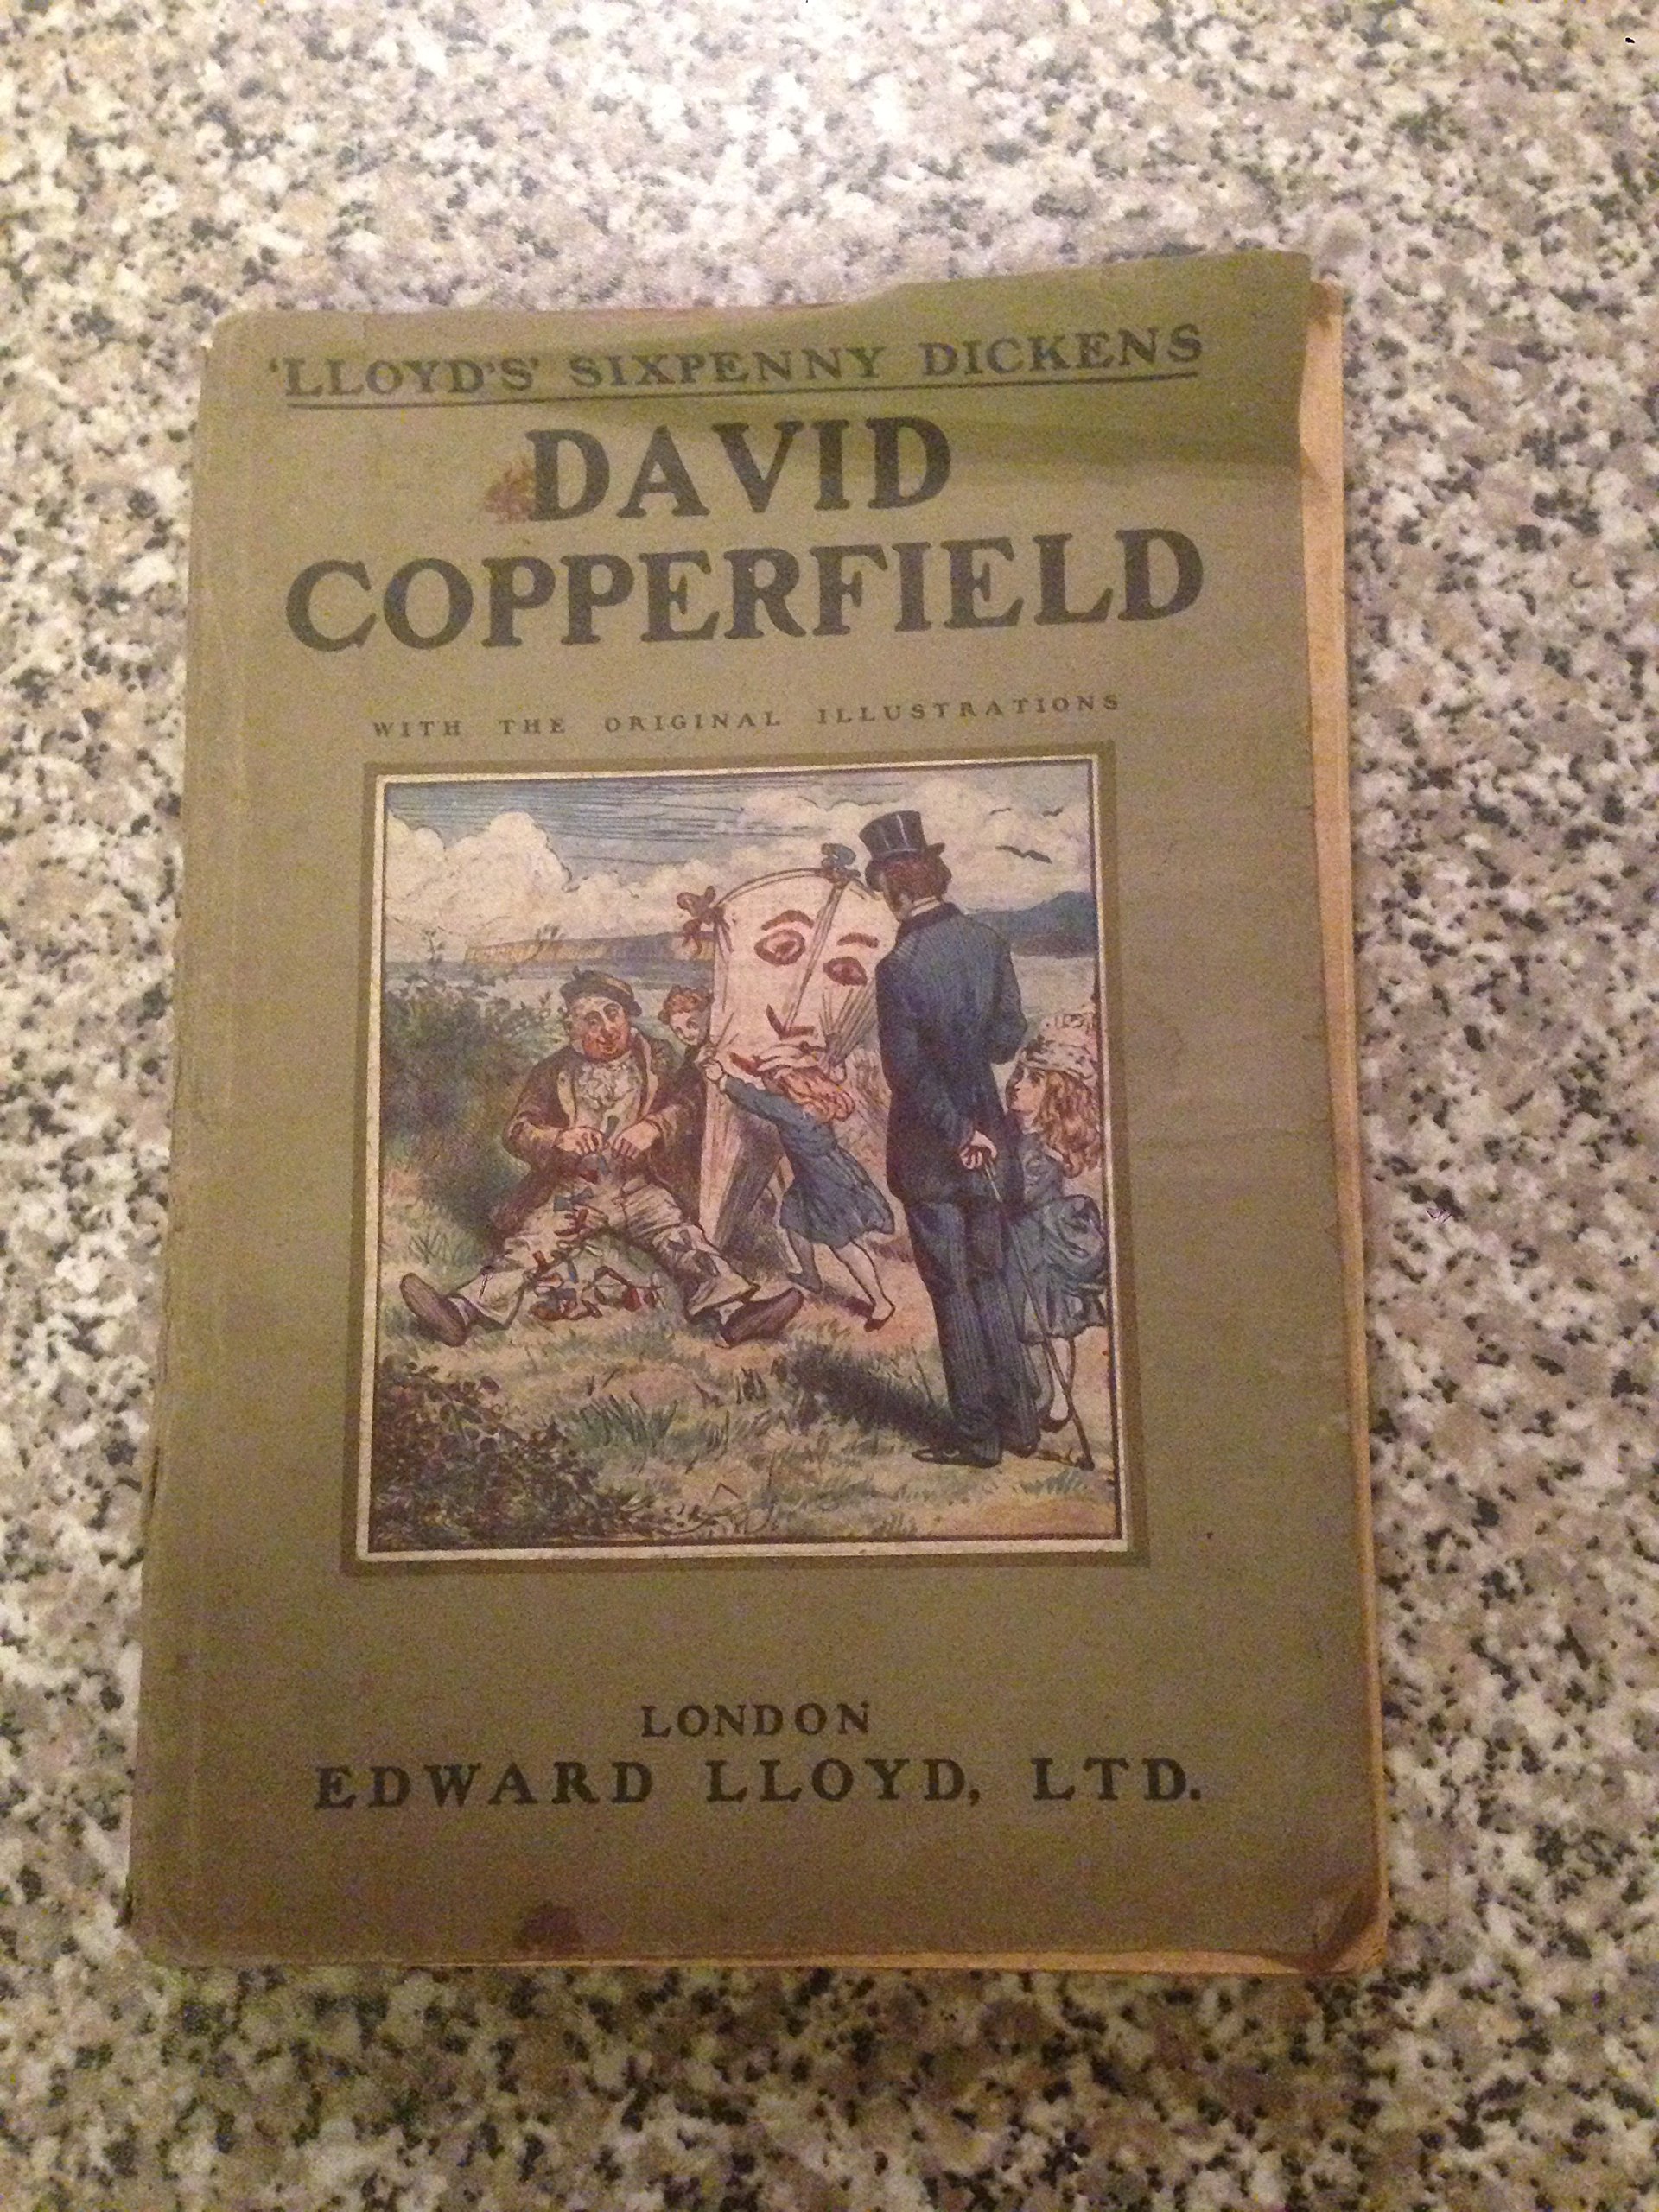 'LLOYD'S' SIXPENNY DICKENS
DAVID
COPPERFIELD
WITH THE ORIGINAL ILLUSTRATIONS
LONDON
EDWARD LLOYD, LTD.